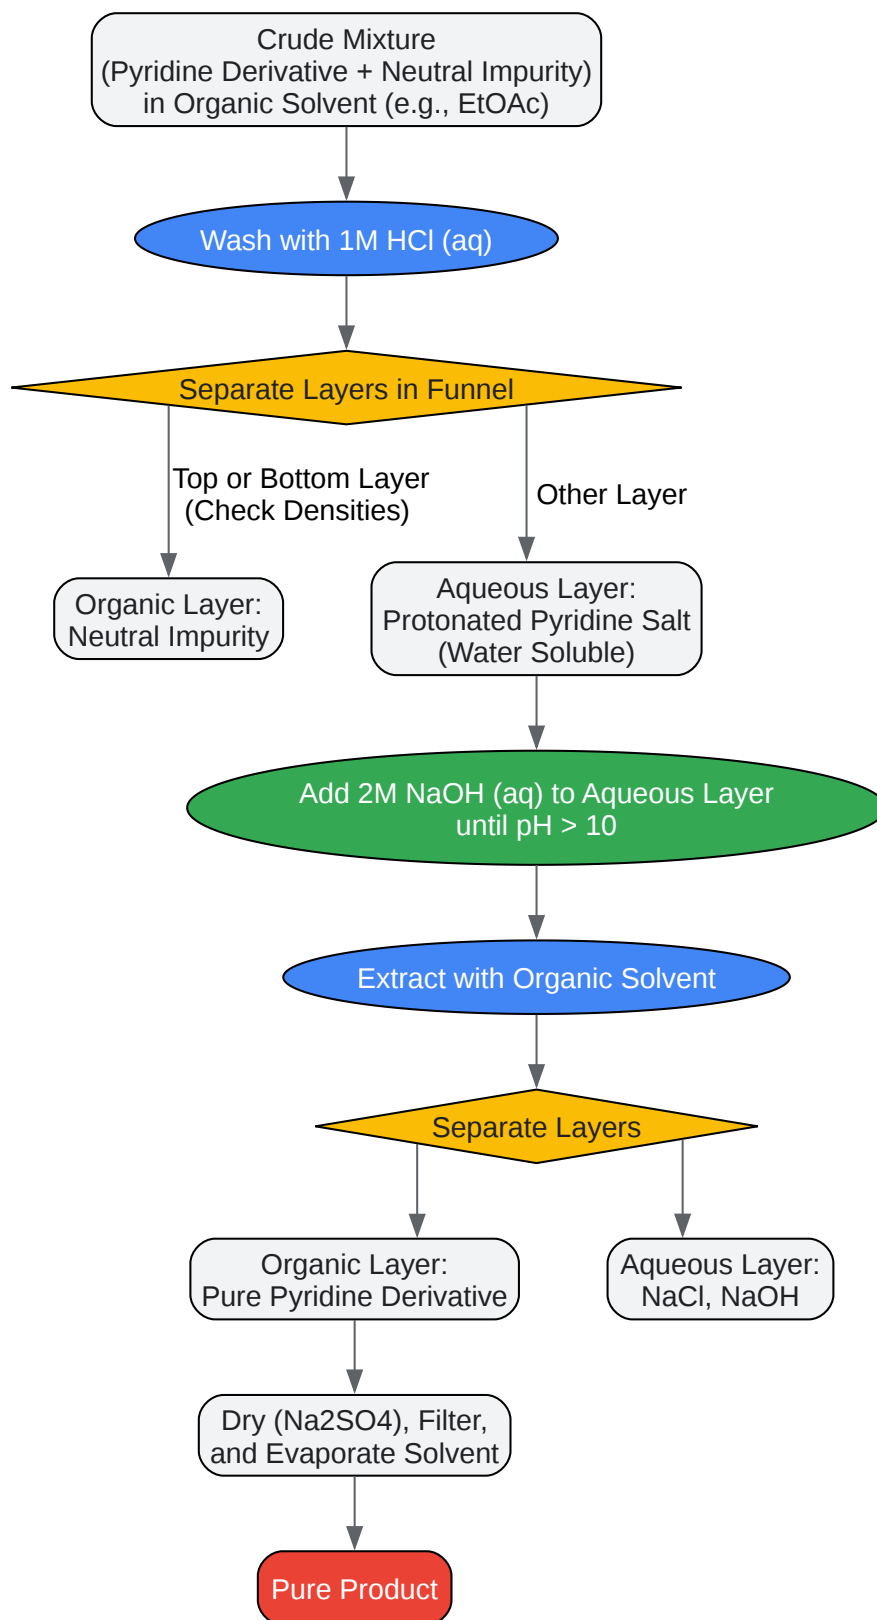 Crude Mixture
(Pyridine Derivative + Neutral Impurity)
in Organic Solvent (e.g., EtOAc)
Wash with 1M HCl (aq)
Separate Layers in Funnel
Top or Bottom Layer
(Check Densities)
Other Layer
Organic Layer:
Neutral Impurity
Aqueous Layer:
Protonated Pyridine Salt
(Water Soluble)
Add 2M NaOH (aq) to Aqueous Layer
until pH > 10
Extract with Organic Solvent
Separate Layers
Organic Layer:
Pure Pyridine Derivative
Aqueous Layer:
NaCl, NaOH
Dry (Na2SO4), Filter,
and Evaporate Solvent
Pure Product